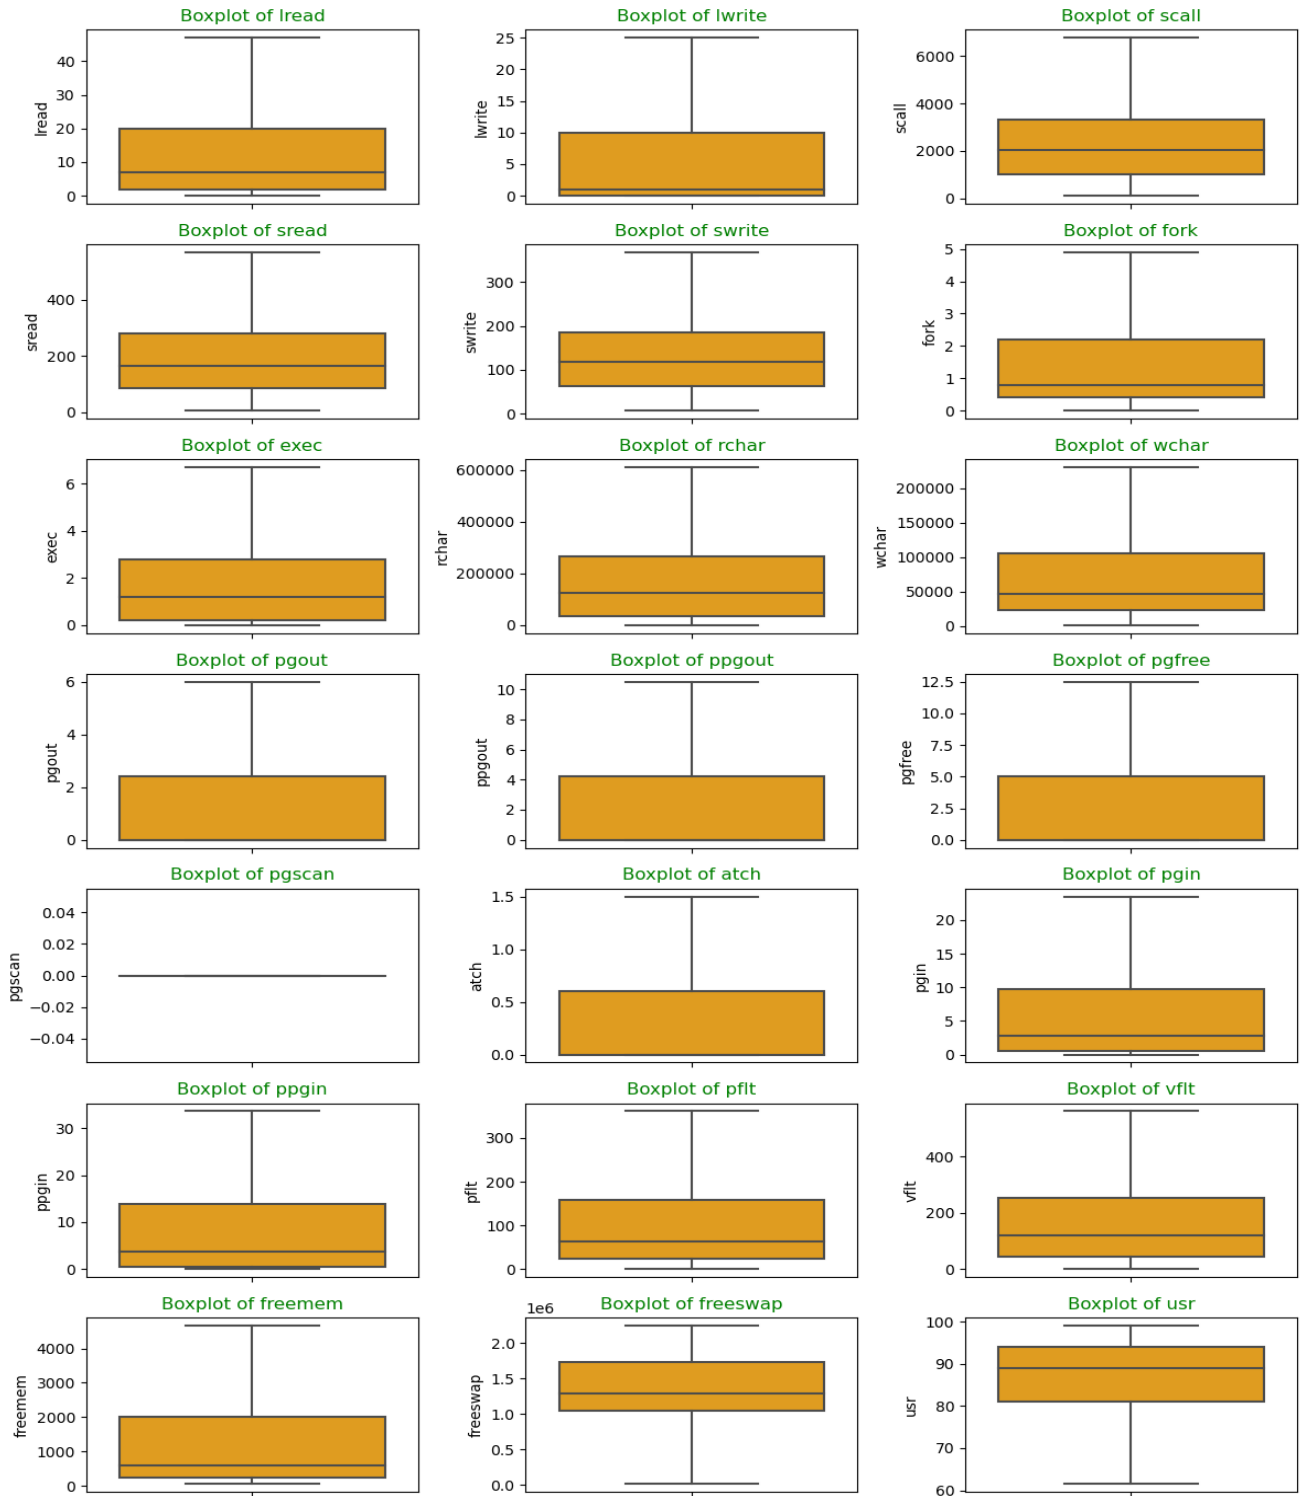 Boxplot of lread
lread
40
30
20
10
0
Boxplot of lwrite
lwrite
25
20
15
10
5
0
Boxplot of scall
scall
6000
4000
2000
0
Boxplot of sread
sread
400
200
0
Boxplot of swrite
swrite
300
200
100
0
Boxplot of fork
fork
5
4
3
2
1
0
Boxplot of exec
exec
6
4
2
0
Boxplot of rchar
rchar
600000
400000
200000
0
Boxplot of wchar
wchar
200000
150000
100000
50000
0
Boxplot of pgout
pgout
6
4
2
0
Boxplot of ppgout
ppgout
10
8
6
4
2
0
Boxplot of pgfree
pgfree
12.5
10.0
7.5
5.0
2.5
0.0
Boxplot of pgscan
pgscan
0.04
0.02
0.00
−0.02
−0.04
Boxplot of atch
atch
1.5
1.0
0.5
0.0
Boxplot of pgin
pgin
20
15
10
5
0
Boxplot of ppgin
ppgin
30
20
10
0
Boxplot of pflt
pflt
300
200
100
0
Boxplot of vflt
vflt
400
200
0
Boxplot of freemem
freemem
4000
3000
2000
1000
0
Boxplot of freeswap
1e6
freeswap
2.0
1.5
1.0
0.5
0.0
Boxplot of usr
usr
100
90
80
70
60